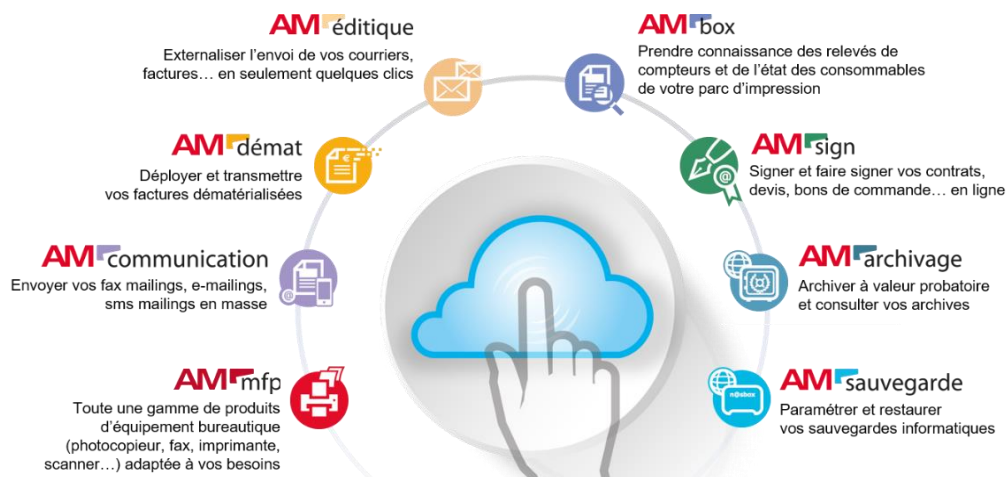 AM éditique
Externaliser l'envoi de vos courriers,
factures... en seulement quelques clics
AM box
Prendre connaissance des relevés de
compteurs et de l'état des consommables
de votre parc d'impression
AM démat
Déployer et transmettre
vos factures dématérialisées
AM sign
Signer et faire signer vos contrats,
devis, bons de commande... en ligne
AM communication
Envoyer vos fax mailings, e-mailings,
sms mailings en masse
AM archivage
Archiver à valeur probatoire
et consulter vos archives
AM mfp
Toute une gamme de produits
d'équipement bureautique
(photocopieur, fax, imprimante,
scanner...) adaptée à vos besoins
AM sauvegarde
n@sbox
Paramétrer et restaurer
vos sauvegardes informatiques